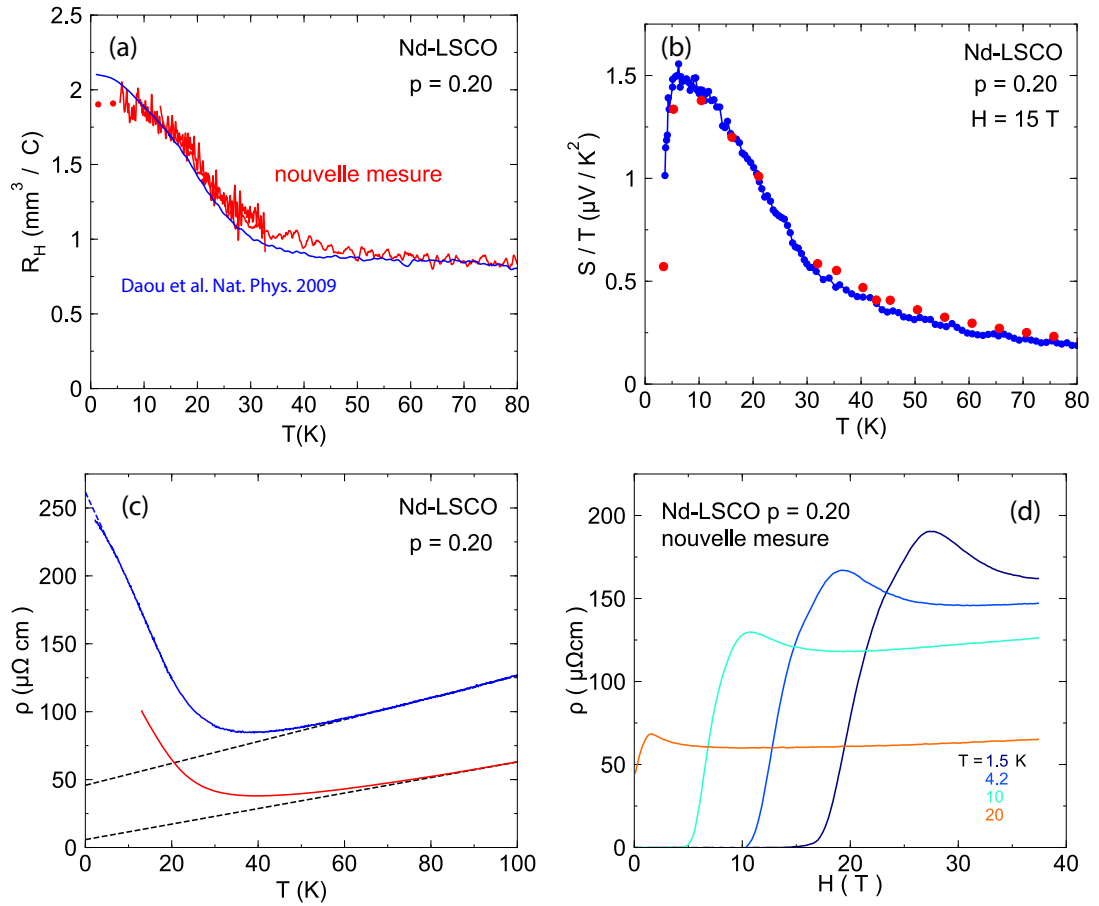 (a)
Nd-LSCO
p = 0.20
nouvelle mesure
Daou et al. Nat. Phys. 2009
R_H (mm³ / C)
0
0.5
1
1.5
2
2.5
0 10 20 30 40 50 60 70 80
T(K)
(b)
Nd-LSCO
p = 0.20
H = 15 T
S / T (µV / K²)
0
0.5
1
1.5
0 10 20 30 40 50 60 70 80
T (K)
(c)
Nd-LSCO
p = 0.20
ρ (µΩ cm )
0
50
100
150
200
250
0 20 40 60 80 100
T (K)
(d)
Nd-LSCO p = 0.20
nouvelle mesure
ρ ( µΩcm )
0
50
100
150
200
T = 1.5 K
4.2
10
20
0 10 20 30 40
H ( T )